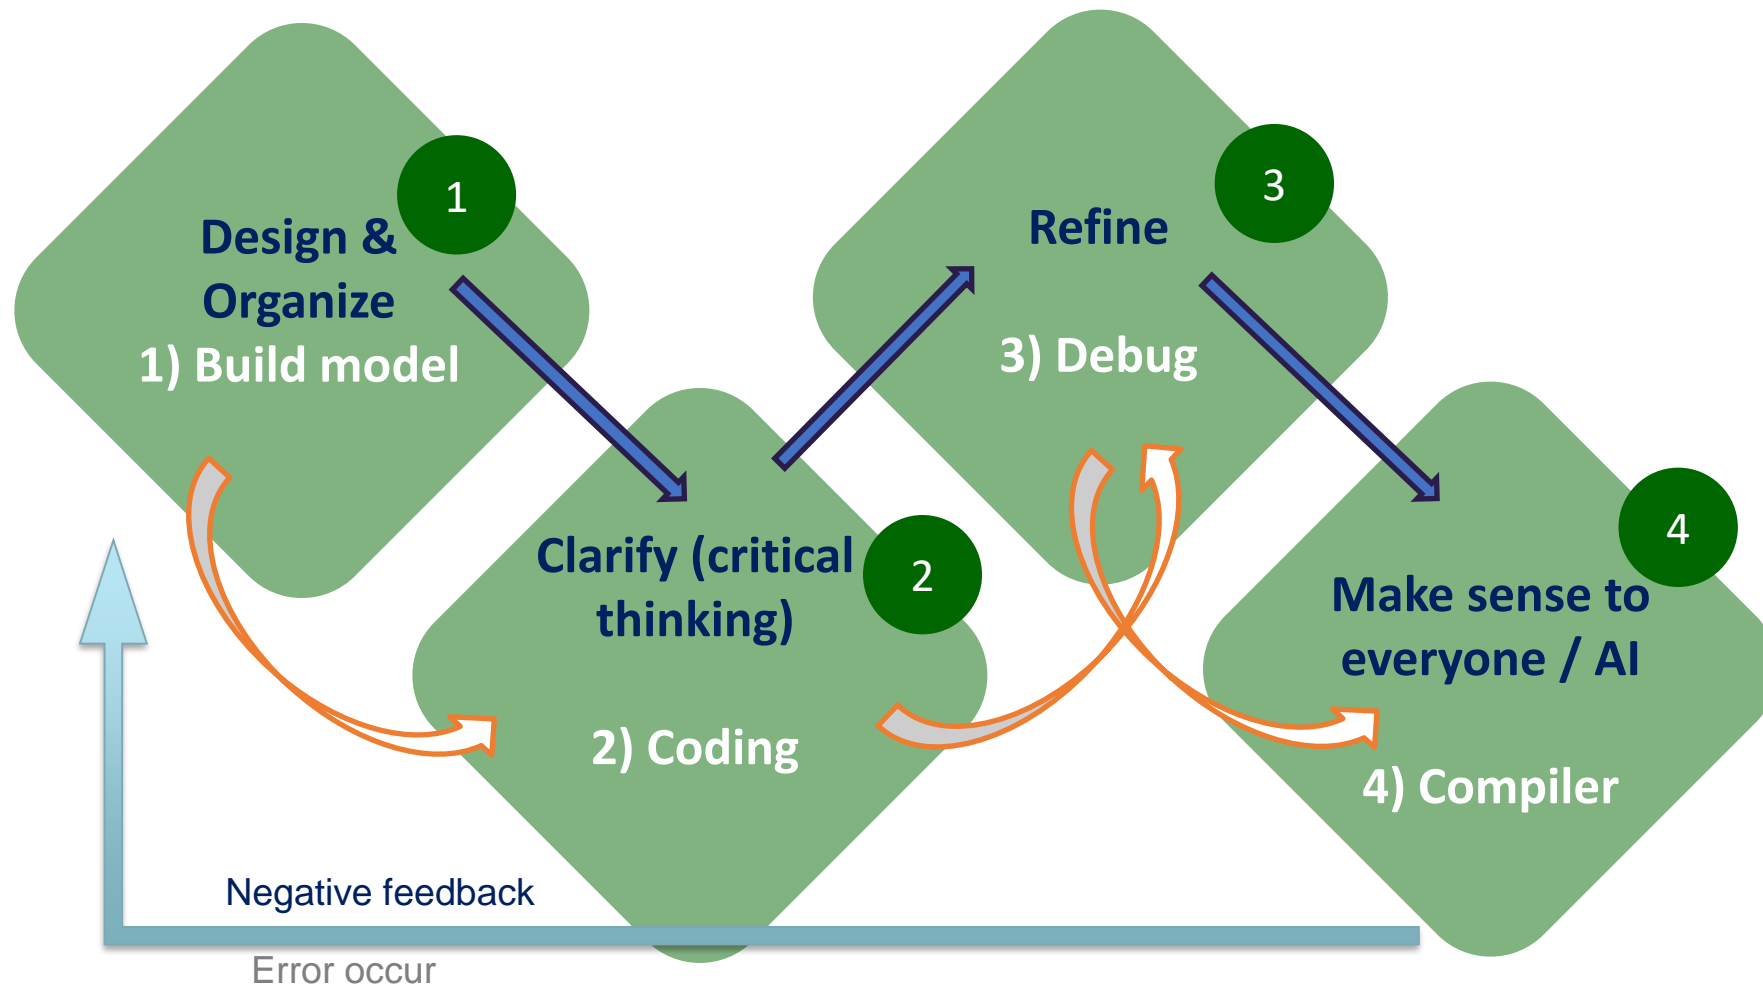 1
Design &
Organize
1) Build model
2
Clarify (critical
thinking)
2) Coding
3
Refine
3) Debug
4
Make sense to
everyone / AI
4) Compiler
Negative feedback
Error occur